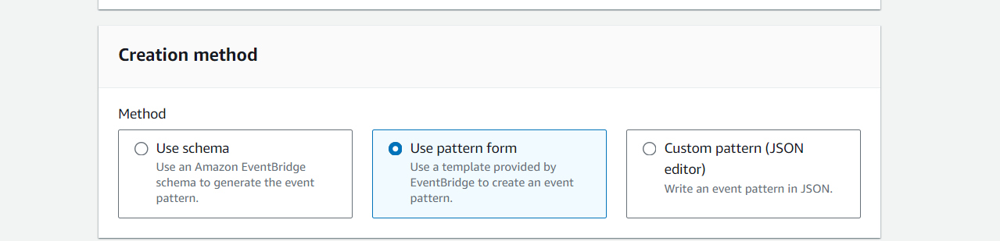 Creation method
Method
Use schema
Use an Amazon EventBridge
schema to generate the event
pattern.
Use pattern form
Use a template provided by
EventBridge to create an event
pattern.
Custom pattern (JSON
editor)
Write an event pattern in JSON.